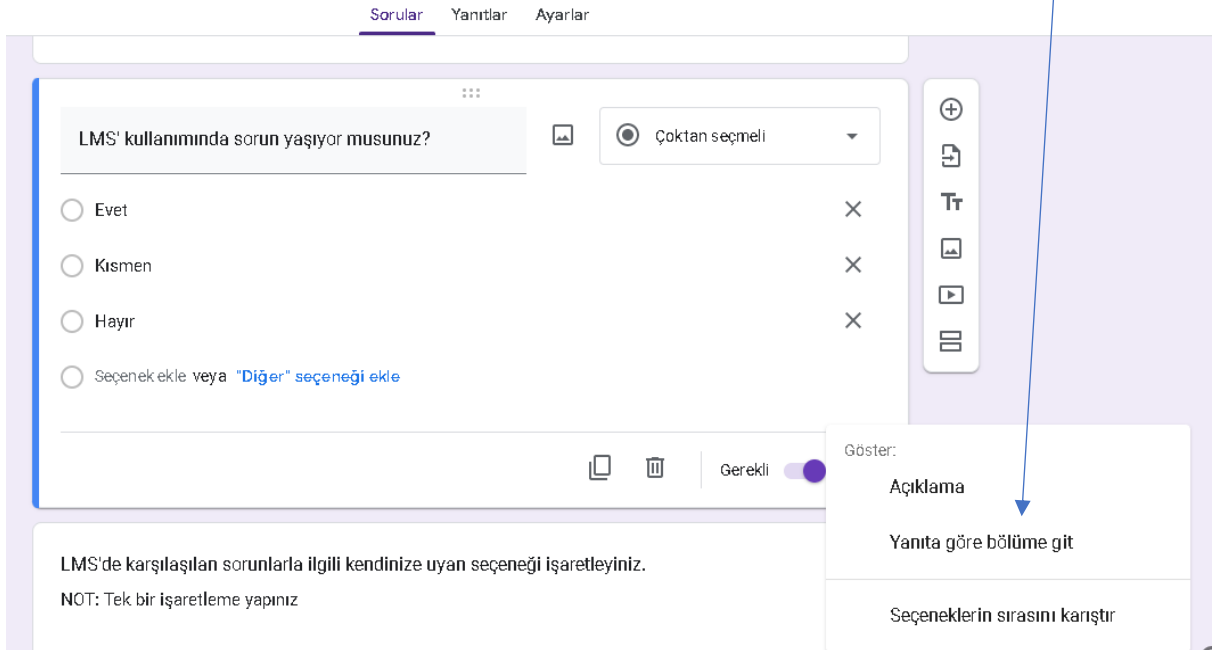 Sorular Yanıtlar Ayarlar
LMS' kullanımında sorun yaşıyor musunuz?
Çoktan seçmeli
Tт
Evet
Kısmen
Hayır
Seçenek ekle veya "Diğer" seçeneği ekle
Gerekli
Göster:
Açıklama
Yanıta göre bölüme git
Seçeneklerin sırasını karıştır
LMS'de karşılaşılan sorunlarla ilgili kendinize uyan seçeneği işaretleyiniz.
NOT: Tek bir işaretleme yapınız